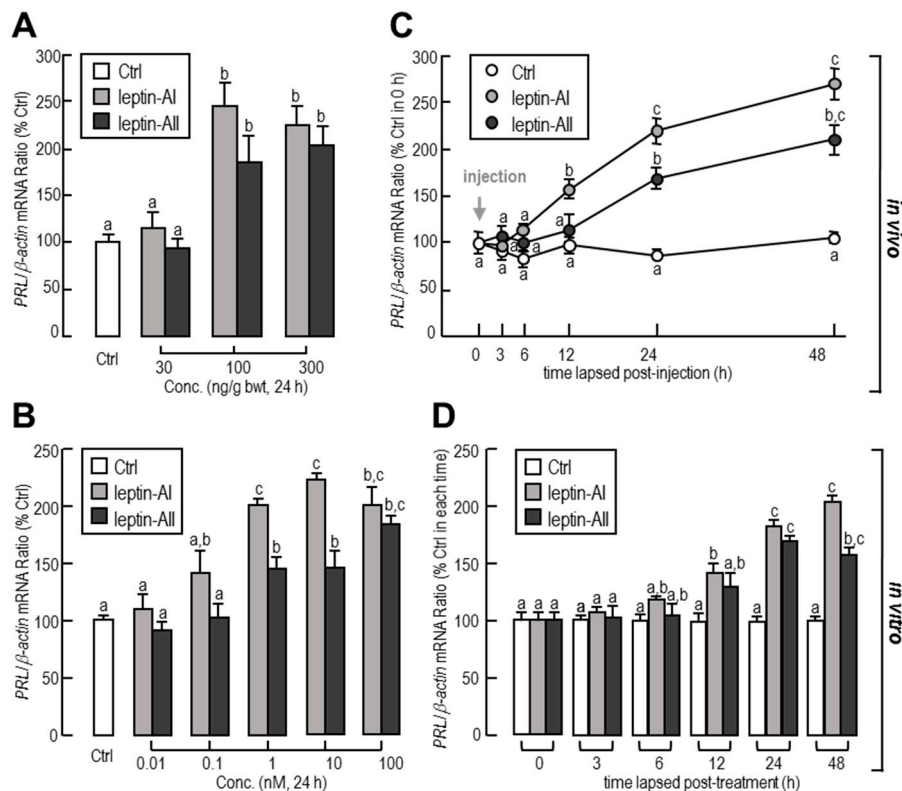 A
PRL/ β-actin mRNA Ratio (% Ctrl)
300
250
200
150
100
50
0
Ctrl
leptin-AI
leptin-AII
a
a
a
b
b
b
b
Ctrl
30
100
300
Conc. (ng/g bwt, 24 h)
C
PRL/ β-actin mRNA Ratio (% Ctrl in 0 h)
300
250
200
150
100
50
0
Ctrl
leptin-AI
leptin-AII
injection
a
a
a
a
a
a
a
a
b
a
a
c
b
a
c
b,c
a
0
3
6
12
24
48
time lapsed post-injection (h)
in vivo
B
PRL/ β-actin mRNA Ratio (% Ctrl)
250
200
150
100
50
0
Ctrl
leptin-AI
leptin-AII
a
a
a
a,b
a
c
b
c
b
b,c
b,c
Ctrl
0.01
0.1
1
10
100
Conc. (nM, 24 h)
D
PRL/ β-actin mRNA Ratio (% Ctrl in each time)
250
200
150
100
50
0
Ctrl
leptin-AI
leptin-AII
a
a
a
a
a
a
a
a,b
a,b
a
b
a,b
a
c
c
a
c
b,c
0
3
6
12
24
48
time lapsed post-treatment (h)
in vitro